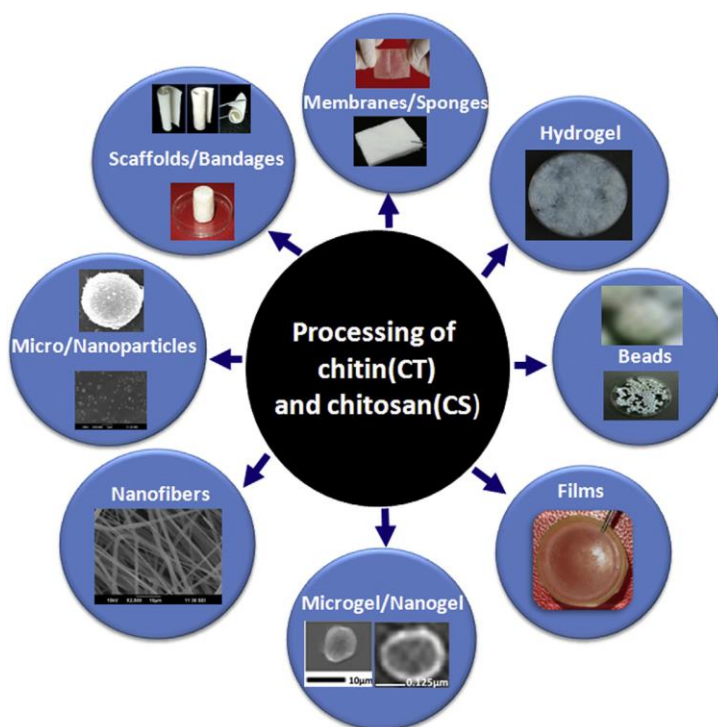 Processing of
chitin(CT)
and chitosan(CS)
Membranes/Sponges
Hydrogel
Beads
Films
Microgel/Nanogel
10μm
0.125μm
Nanofibers
Micro/Nanoparticles
Scaffolds/Bandages